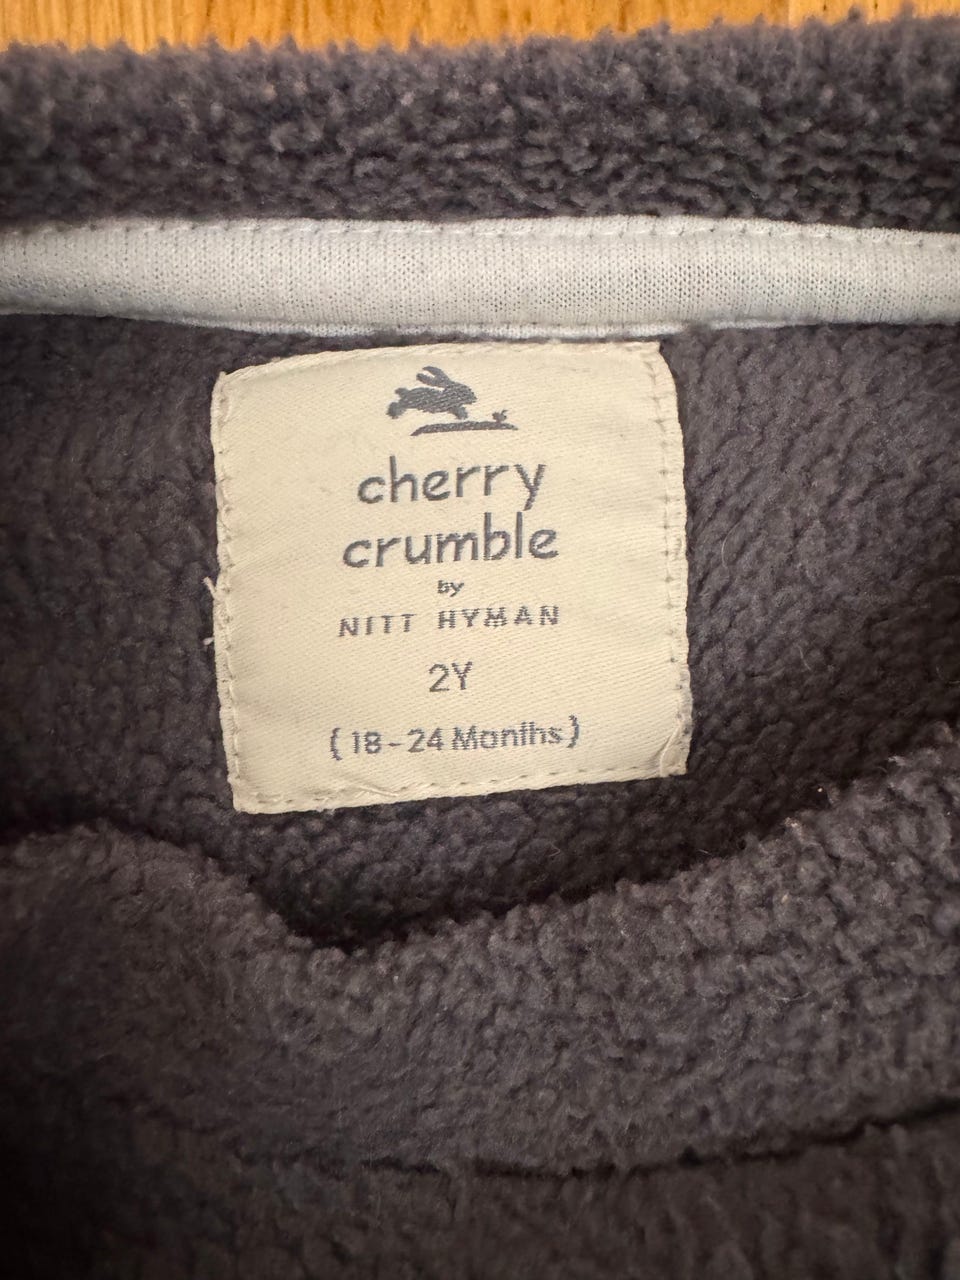 cherry
crumble
by
NITT HYMAN
2Y
{18-24 Months}